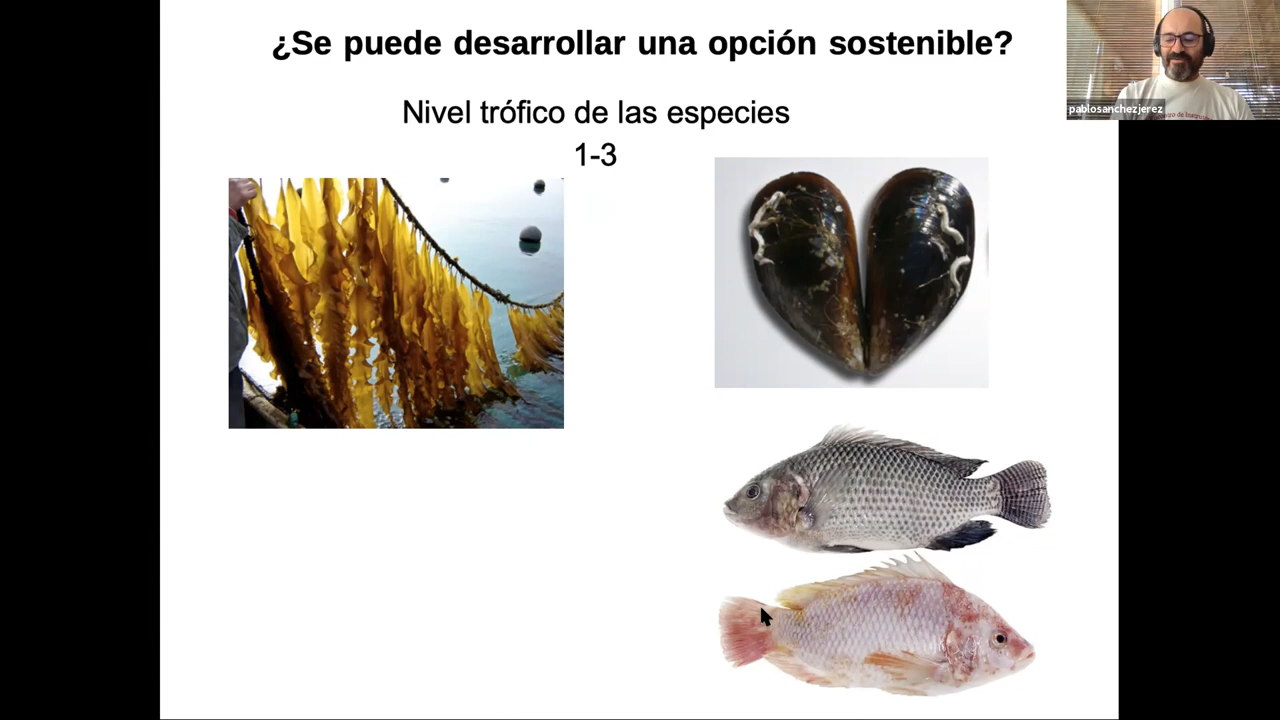 ¿Se puede desarrollar una opción sostenible?
Nivel trófico de las especies
1-3
pablosanchezjerez